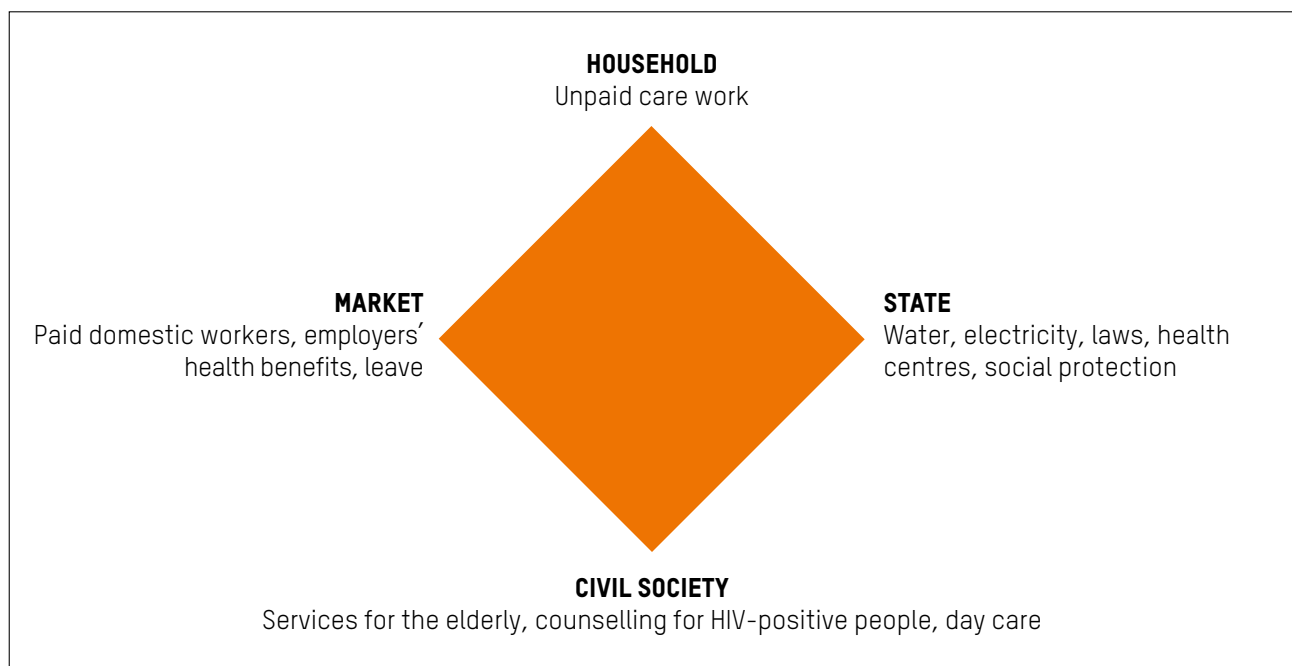 HOUSEHOLD
Unpaid care work
MARKET
Paid domestic workers, employers’
health benefits, leave
STATE
Water, electricity, laws, health
centres, social protection
CIVIL SOCIETY
Services for the elderly, counselling for HIV-positive people, day care